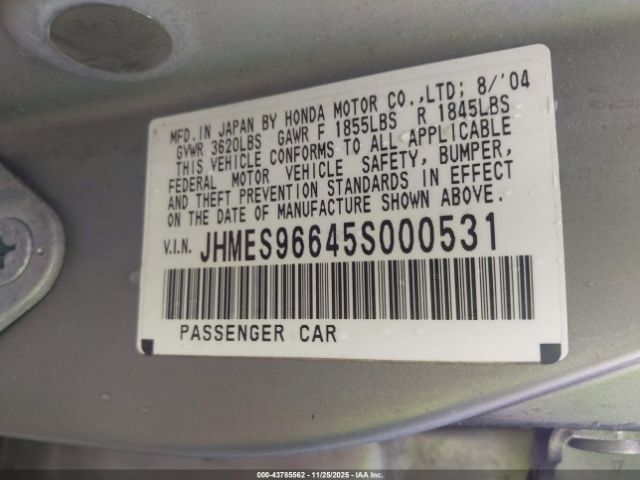 MFD.IN JAPAN BY HONDA MOTOR CO.,LTD; 8/'04
GVWR 3620LBS GAWR F 1855LBS R 1845LBS
THIS VEHICLE CONFORMS TO ALL APPLICABLE
FEDERAL MOTOR VEHICLE SAFETY, BUMPER,
AND THEFT PREVENTION STANDARDS IN EFFECT
ON THE DATE OF MANUFACTURE SHOWN ABOVE.
V.I.N. JHMES96645S000531
PASSENGER CAR
000-43785562 - 11/25/2025 - COPYRIGHT IAA, LLC.